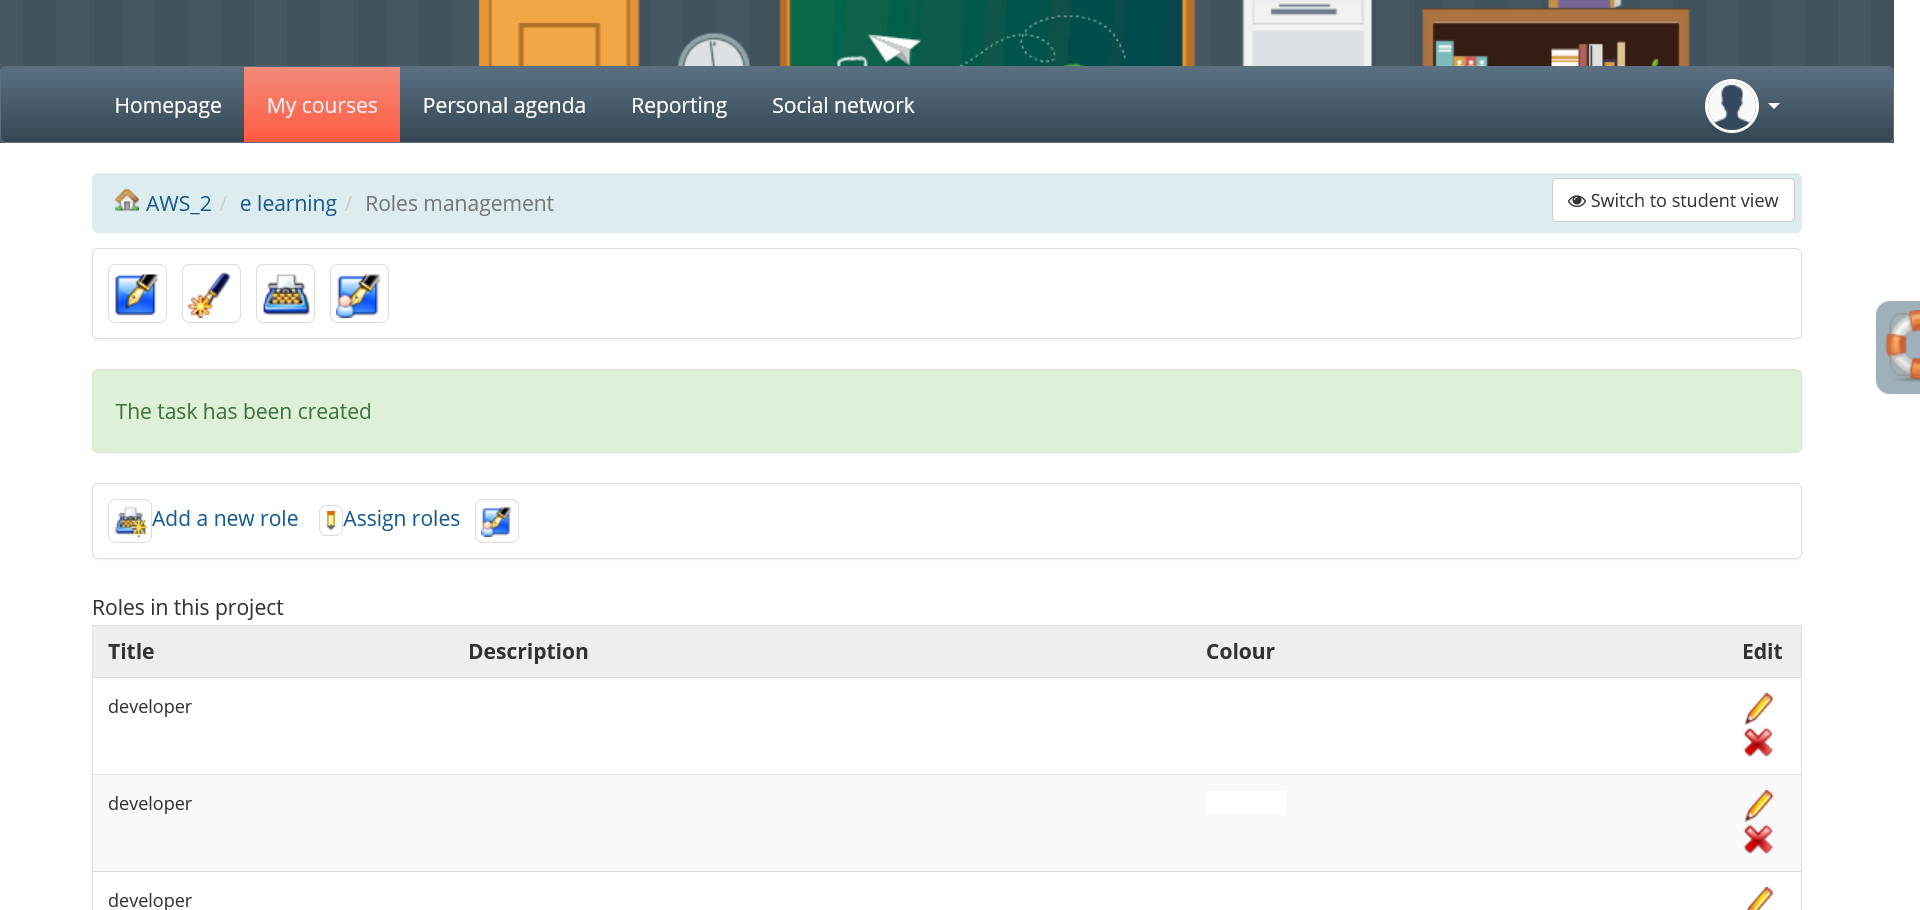 Homepage My courses Personal agenda Reporting Social network
AWS_2 / e learning / Roles management
Switch to student view
The task has been created
Add a new role Assign roles
Roles in this project
Title Description Colour Edit
developer
developer
developer